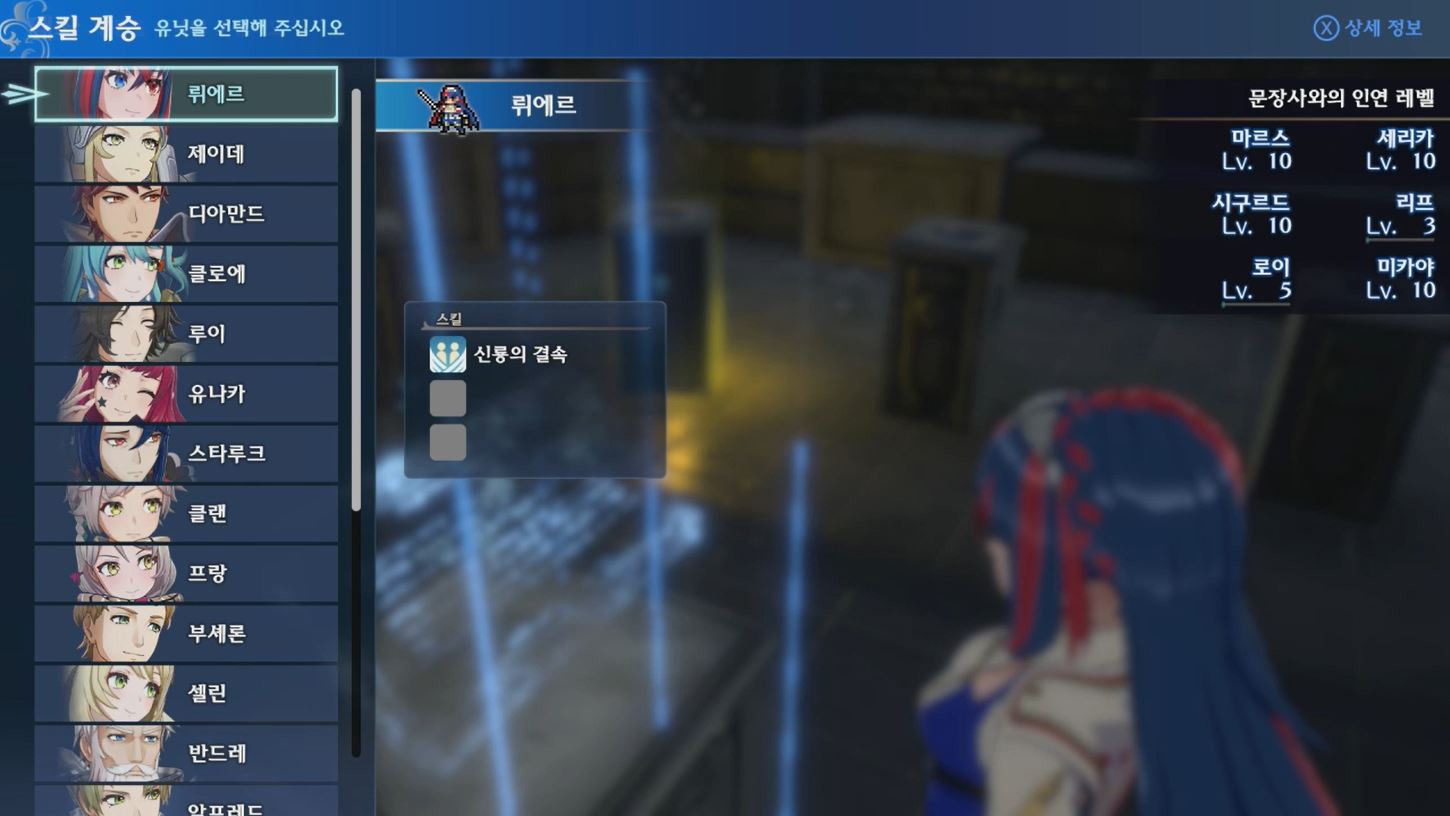 스킬 계승 유닛을 선택해 주십시오
Ⓧ 상세 정보
뤼에르
제이데
디아만드
클로에
루이
유나카
스타루크
클랜
프랑
부셰론
셀린
반드레
알프레드
뤼에르
스킬
신룡의 결속
문장사와의 인연 레벨
마르스 세리카
Lv. 10 Lv. 10
시구르드 리프
Lv. 10 Lv. 3
로이 미카야
Lv. 5 Lv. 10